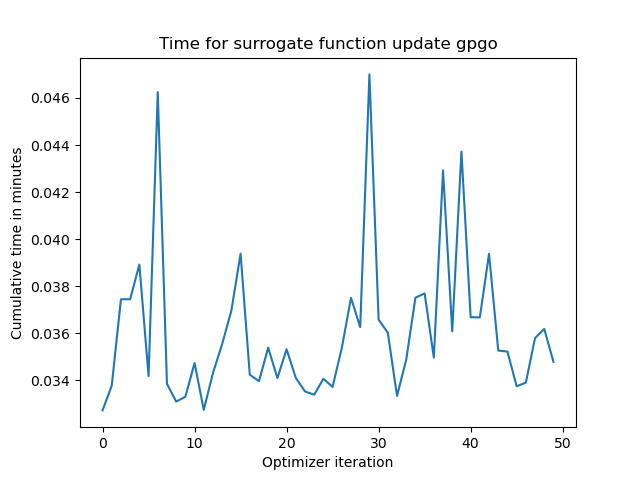 Time for surrogate function update gpgo
0.046
0.044
0.042
0.040
0.038
0.036
0.034
Cumulative time in minutes
0 10 20 30 40 50
Optimizer iteration